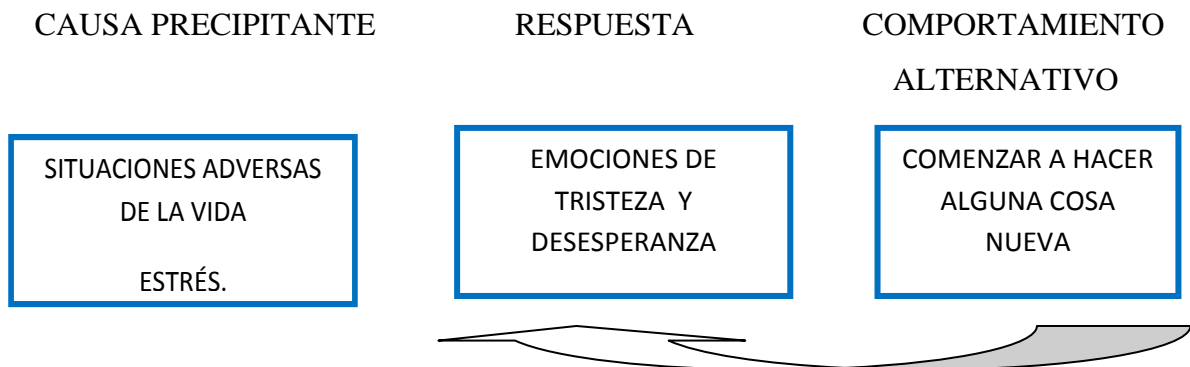 CAUSA PRECIPITANTE
RESPUESTA
COMPORTAMIENTO
ALTERNATIVO
SITUACIONES ADVERSAS
DE LA VIDA
ESTRÉS.
EMOCIONES DE
TRISTEZA Y
DESESPERANZA
COMENZAR A HACER
ALGUNA COSA
NUEVA